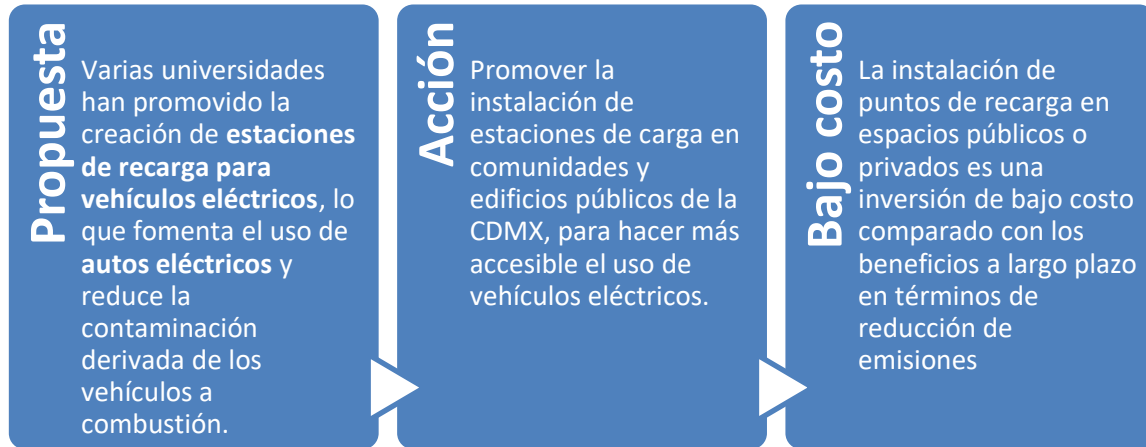 Propuesta
Varias universidades
han promovido la
creación de estaciones
de recarga para
vehículos eléctricos, lo
que fomenta el uso de
autos eléctricos y
reduce la
contaminación
derivada de los
vehículos a
combustión.
Acción
Promover la
instalación de
estaciones de carga en
comunidades y
edificios públicos de la
CDMX, para hacer más
accesible el uso de
vehículos eléctricos.
Bajo costo
La instalación de
puntos de recarga en
espacios públicos o
privados es una
inversión de bajo costo
comparado con los
beneficios a largo plazo
en términos de
reducción de
emisiones